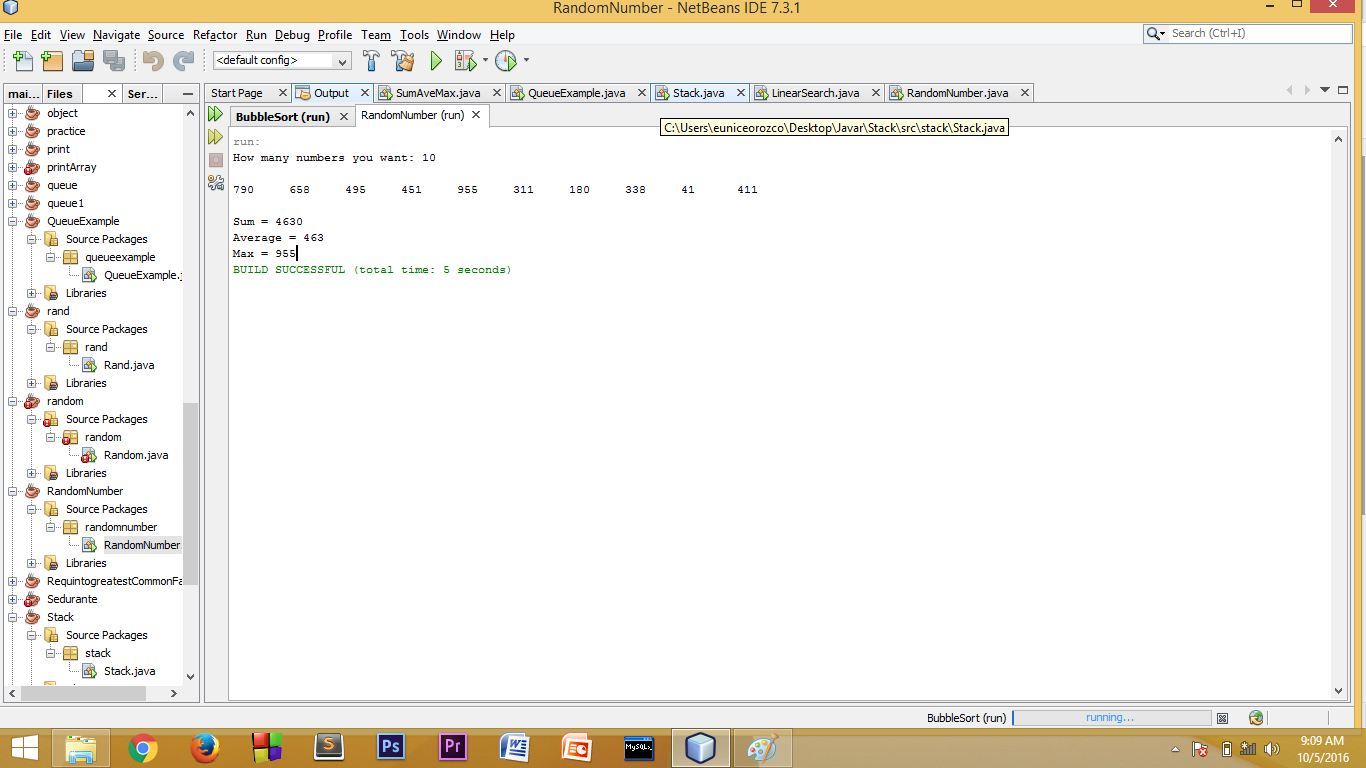 RandomNumber - NetBeans IDE 7.3.1
File Edit View Navigate Source Refactor Run Debug Profile Team Tools Window Help
Search (Ctrl+I)
<default config>
mai... Files Ser...
Start Page Output SumAveMax.java QueueExample.java Stack.java LinearSearch.java RandomNumber.java
BubbleSort (run) RandomNumber (run)
C:\Users\euniceorozco\Desktop\Javar\Stack\src\stack\Stack.java
object
practice
print
printArray
queue
queue1
QueueExample
Source Packages
queueexample
QueueExample.j
Libraries
rand
Source Packages
rand
Rand.java
Libraries
random
Source Packages
random
Random.java
Libraries
RandomNumber
Source Packages
randomnumber
RandomNumber
Libraries
RequintogreatestCommonFa
Sedurante
Stack
Source Packages
stack
Stack.java
run:
How many numbers you want: 10
790 658 495 451 955 311 180 338 41 411
Sum = 4630
Average = 463
Max = 955
BUILD SUCCESSFUL (total time: 5 seconds)
BubbleSort (run) running...
S Ps Pr W P MySQL
9:09 AM
10/5/2016